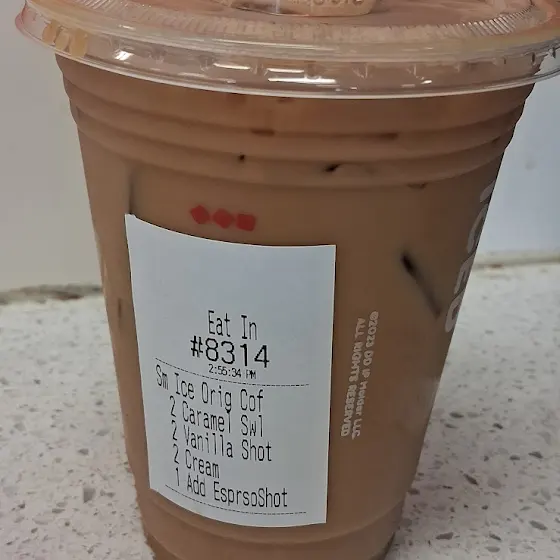 Eat In
#8314
2:55:34 PM
Sm Ice Orig Cof
2 Caramel Swl
2 Vanilla Shot
2 Cream
1 Add EsprsoShot
ICED
©2023 DD IP Holder LLC.
ALL RIGHTS RESERVED